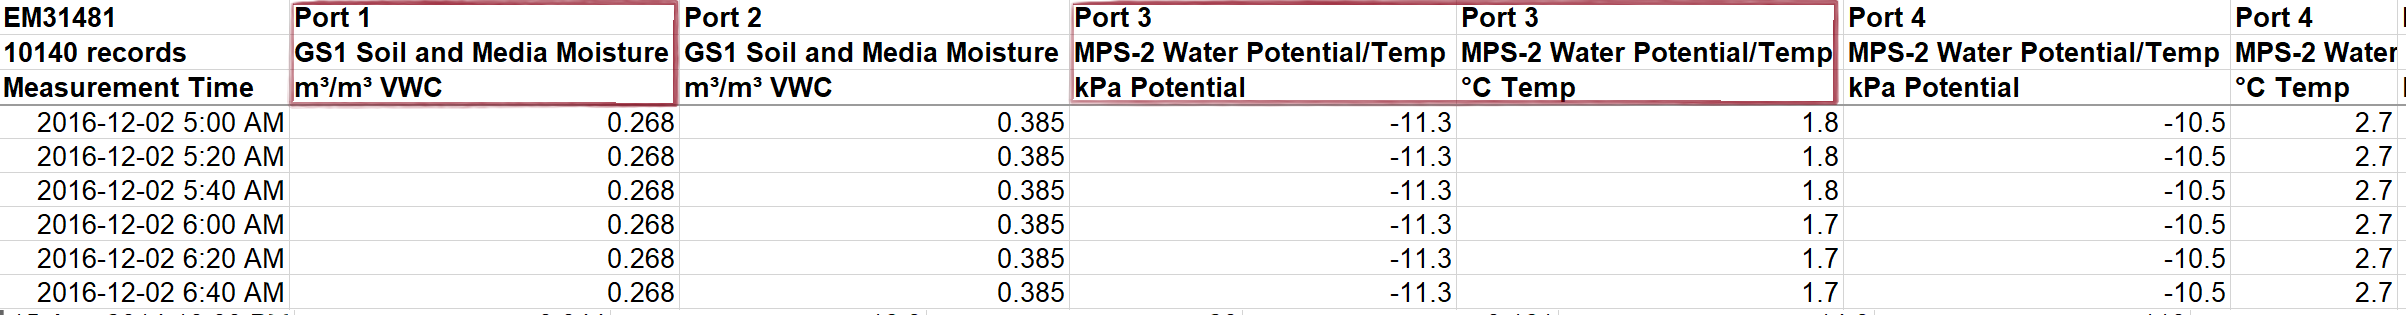 EM31481 Port 1 Port 2 Port 3 Port 3 Port 4 Port 4
10140 records GS1 Soil and Media Moisture GS1 Soil and Media Moisture MPS-2 Water Potential/Temp MPS-2 Water Potential/Temp MPS-2 Water Potential/Temp MPS-2 Water
Measurement Time m³/m³ VWC m³/m³ VWC kPa Potential °C Temp kPa Potential °C Temp
2016-12-02 5:00 AM 0.268 0.385 -11.3 1.8 -10.5 2.7
2016-12-02 5:20 AM 0.268 0.385 -11.3 1.8 -10.5 2.7
2016-12-02 5:40 AM 0.268 0.385 -11.3 1.8 -10.5 2.7
2016-12-02 6:00 AM 0.268 0.385 -11.3 1.7 -10.5 2.7
2016-12-02 6:20 AM 0.268 0.385 -11.3 1.7 -10.5 2.7
2016-12-02 6:40 AM 0.268 0.385 -11.3 1.7 -10.5 2.7